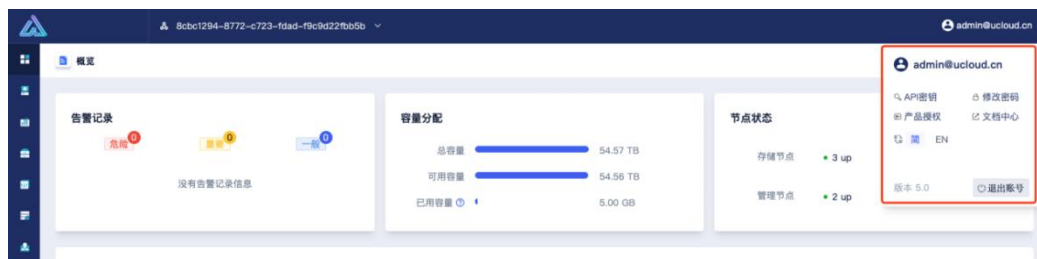 8cbc1294-8772-c723-fdad-f9c9d22fbb5b
admin@ucloud.cn
概览
admin@ucloud.cn
API密钥
修改密码
产品授权
文档中心
简 EN
版本 5.0
退出账号
告警记录
危险 0
重要 0
一般 0
没有告警记录信息
容量分配
总容量 54.57 TB
可用容量 54.56 TB
已用容量 5.00 GB
节点状态
存储节点 3 up
管理节点 2 up